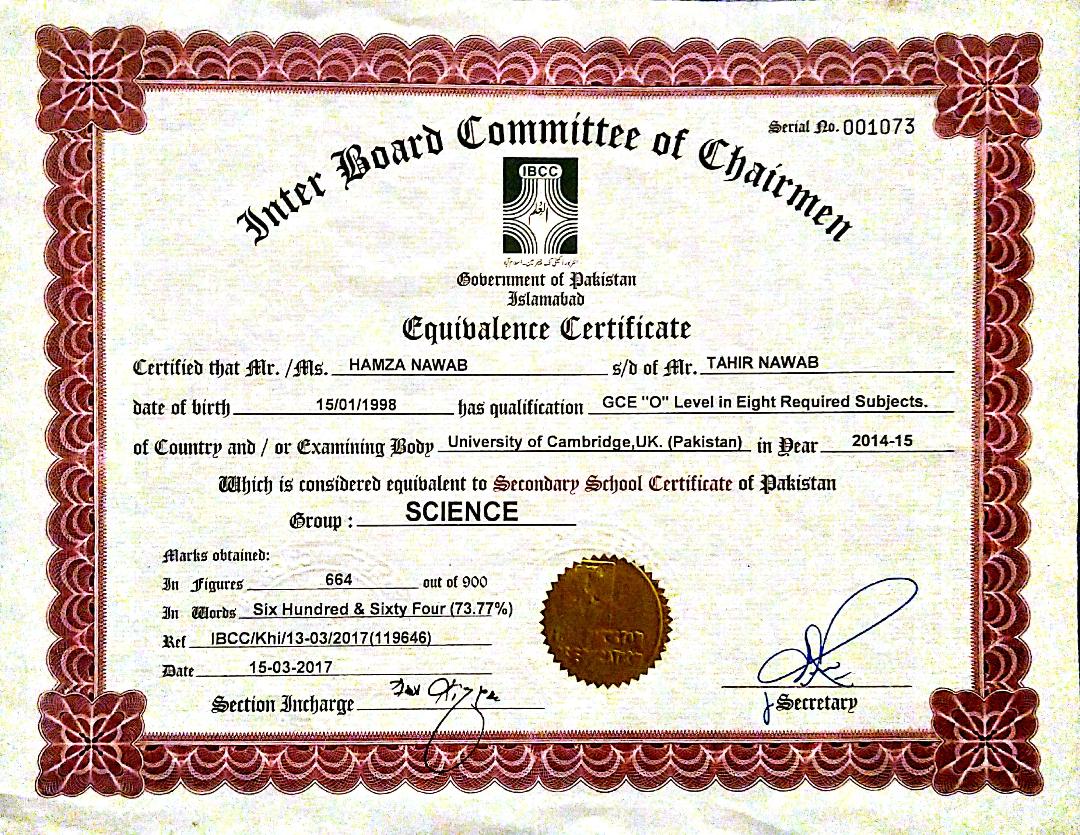 Serial No. 001073
Inter Board Committee of Chairmen
IBCC
العلم
Government of Pakistan
Islamabad
Equivalence Certificate
Certified that Mr. /Ms. HAMZA NAWAB s/d of Mr. TAHIR NAWAB
date of birth 15/01/1998 has qualification GCE "O" Level in Eight Required Subjects.
of Country and / or Examining Body University of Cambridge,UK. (Pakistan) in Year 2014-15
Which is considered equivalent to Secondary School Certificate of Pakistan
Group : SCIENCE
Marks obtained:
In Figures 664 out of 900
In Words Six Hundred & Sixty Four (73.77%)
Ref IBCC/Khi/13-03/2017(119646)
Date 15-03-2017
Section Incharge
Secretary